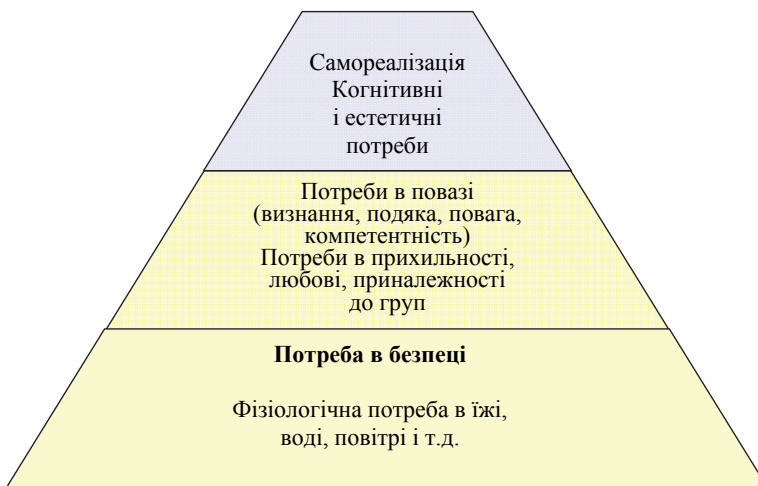 Самореалізація
Когнітивні
і естетичні
потреби
Потреби в повазі
(визнання, подяка, повага,
компетентність)
Потреби в прихильності,
любові, приналежності
до груп
Потреба в безпеці
Фізіологічна потреба в їжі,
воді, повітрі і т.д.